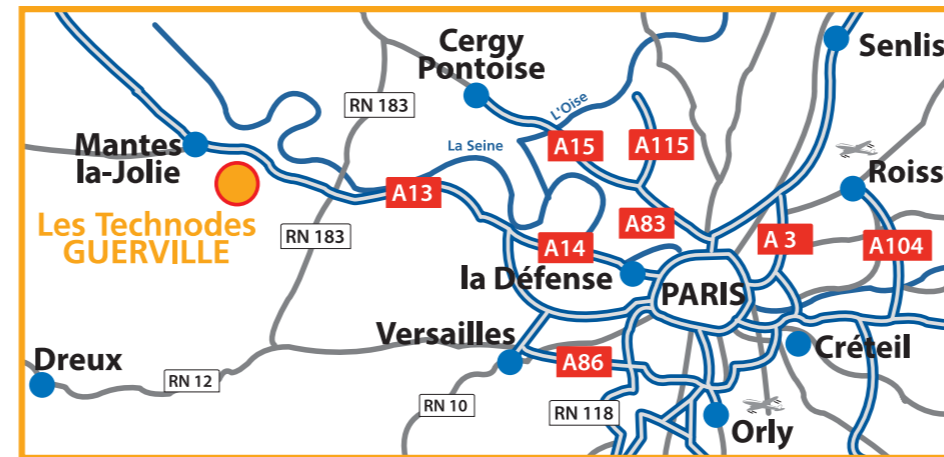 Cergy
Pontoise
Senlis
RN 183
L'Oise
Mantes
la-Jolie
La Seine
A15
A115
Roiss
A13
Les Technodes
GUERVILLE
RN 183
A83
A14
A 3
A104
la Défense
PARIS
Versailles
Créteil
Dreux
A86
RN 12
RN 10
RN 118
Orly